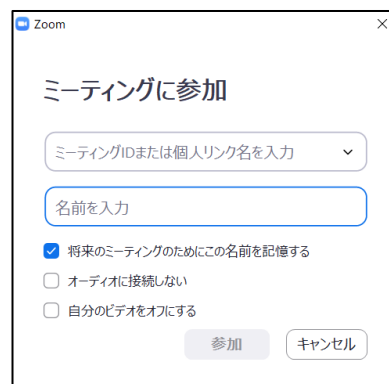 Zoom
ミーティングに参加
ミーティングIDまたは個人リンク名を入力
名前を入力
将来のミーティングのためにこの名前を記憶する
オーディオに接続しない
自分のビデオをオフにする
参加 キャンセル